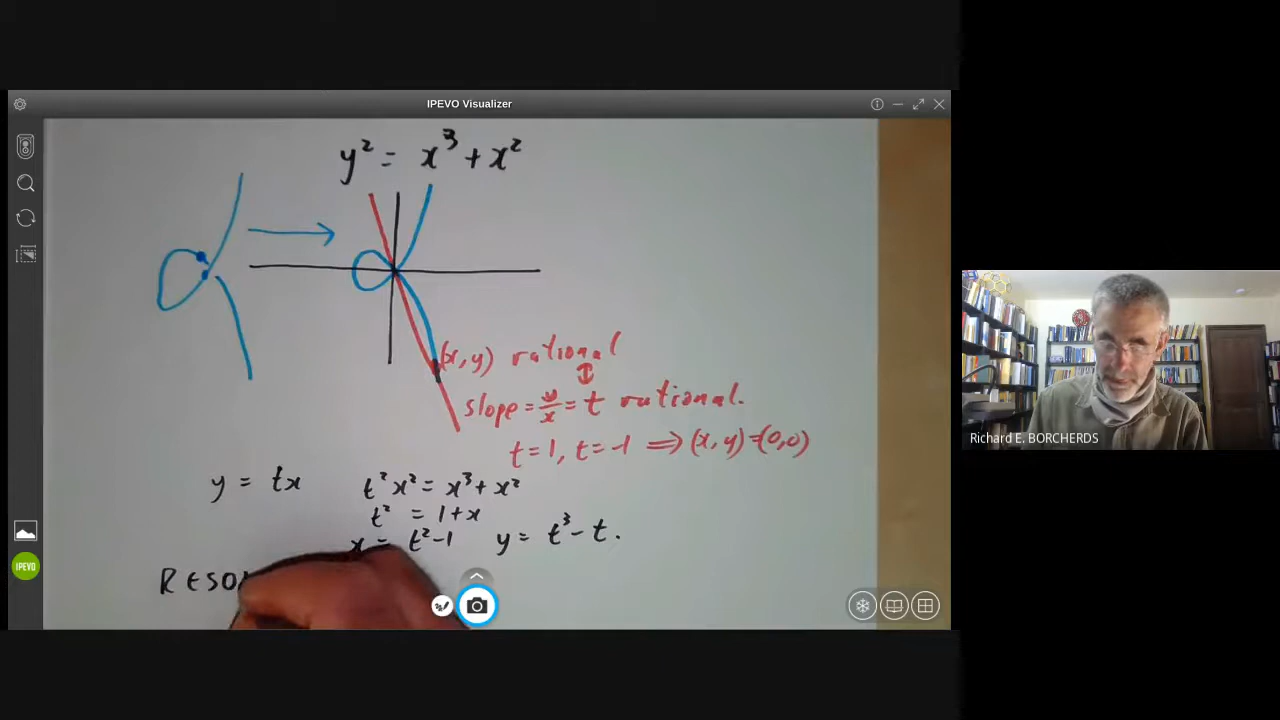 IPEVO Visualizer
y² = x³ + x²
(x, y) rational
↕
slope = y/x = t rational.
t = 1, t = -1 ⟹ (x, y) = (0,0)
y = tx t²x² = x³ + x²
t² = 1 + x
x = t² - 1 y = t³ - t.
RESO
IPEVO
Richard E. BORCHERDS